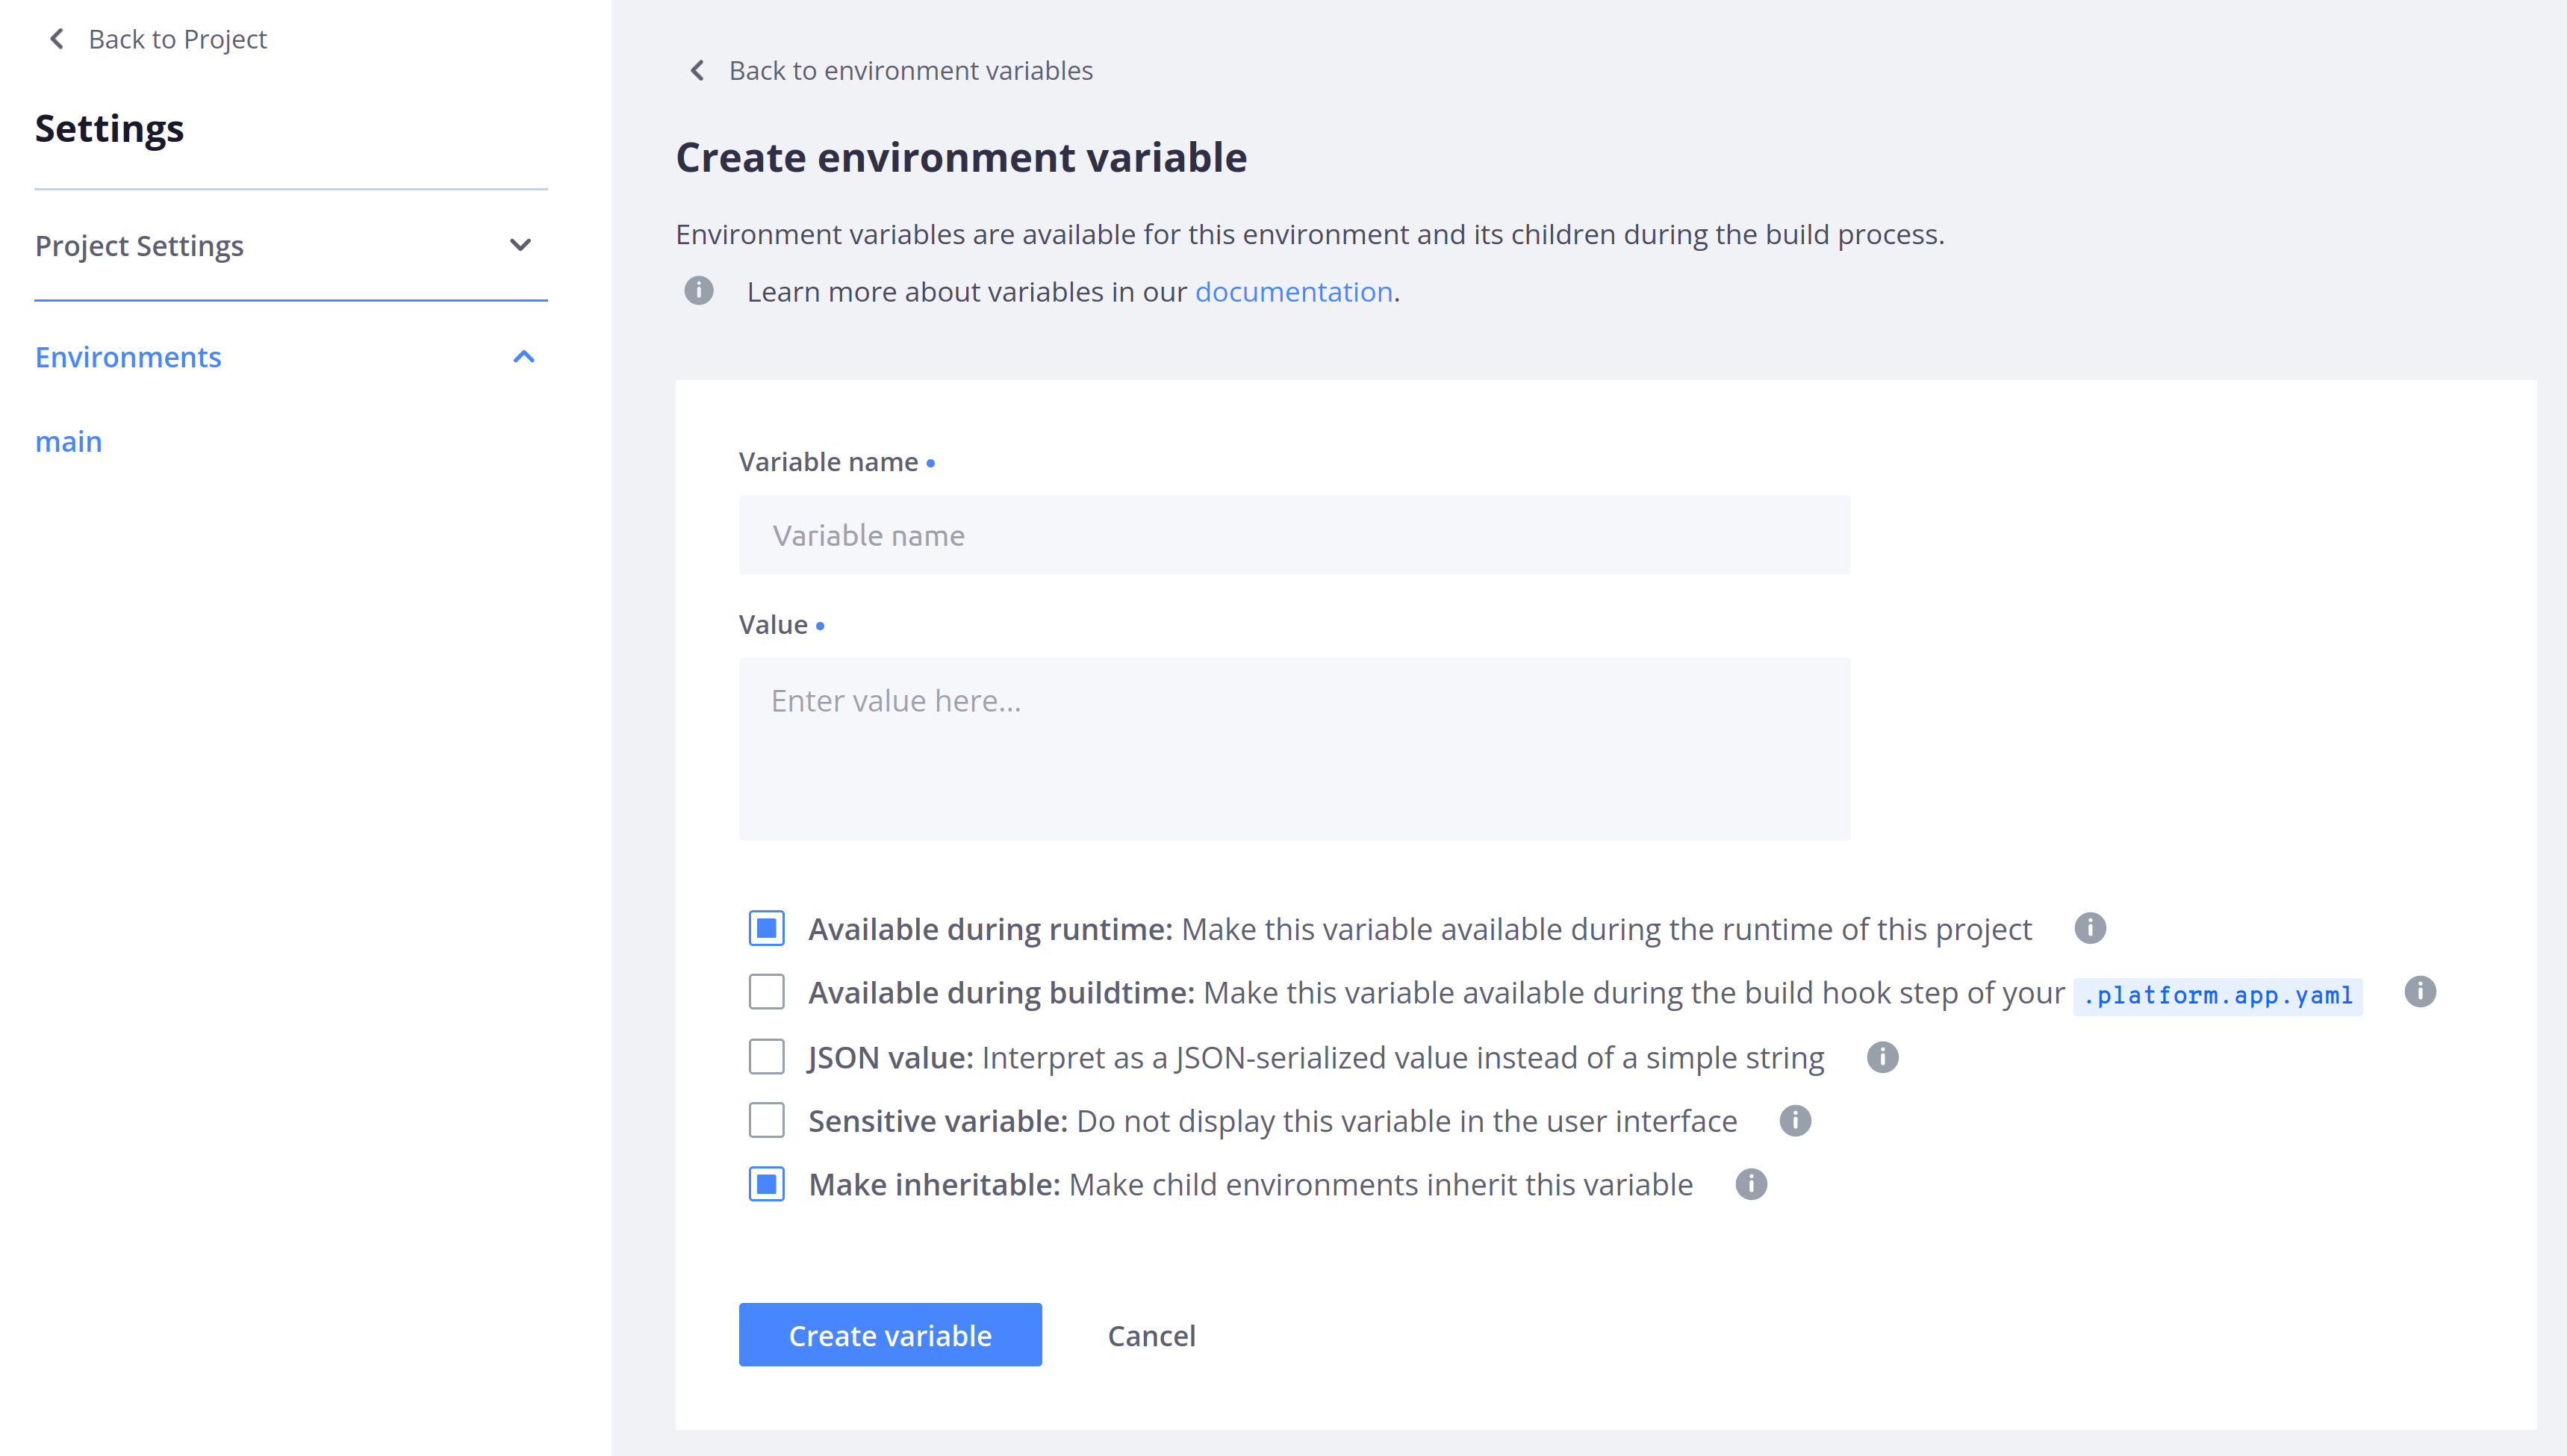 Back to Project
Settings
Project Settings
Environments
main
Back to environment variables
Create environment variable
Environment variables are available for this environment and its children during the build process.
Learn more about variables in our documentation.
Variable name
Variable name
Value
Enter value here...
Available during runtime: Make this variable available during the runtime of this project
Available during buildtime: Make this variable available during the build hook step of your .platform.app.yaml
JSON value: Interpret as a JSON-serialized value instead of a simple string
Sensitive variable: Do not display this variable in the user interface
Make inheritable: Make child environments inherit this variable
Create variable
Cancel